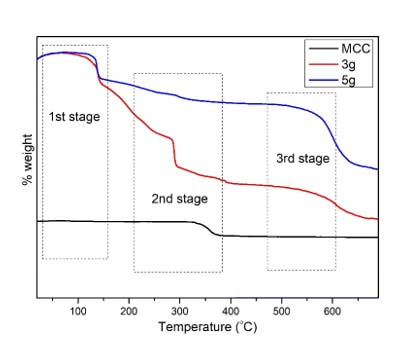 MCC
3g
5g
1st stage
3rd stage
2nd stage
% weight
100 200 300 400 500 600
Temperature (°C)